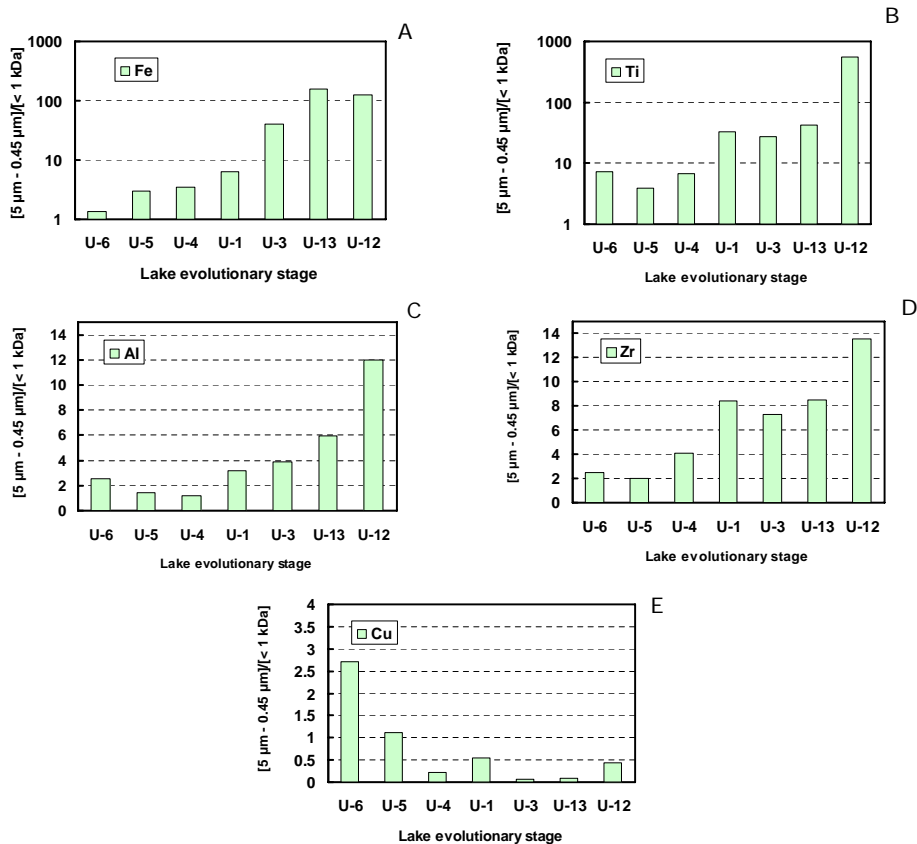 A
[5 µm - 0.45 µm]/[< 1 kDa]
1000
100
10
1
Fe
U-6 U-5 U-4 U-1 U-3 U-13 U-12
Lake evolutionary stage
B
[5 µm - 0.45 µm]/[< 1 kDa]
1000
100
10
1
Ti
U-6 U-5 U-4 U-1 U-3 U-13 U-12
Lake evolutionary stage
C
[5 µm - 0.45 µm]/[< 1 kDa]
14
12
10
8
6
4
2
0
Al
U-6 U-5 U-4 U-1 U-3 U-13 U-12
Lake evolutionary stage
D
[5 µm - 0.45 µm]/[< 1 kDa]
14
12
10
8
6
4
2
0
Zr
U-6 U-5 U-4 U-1 U-3 U-13 U-12
Lake evolutionary stage
E
[5 µm - 0.45 µm]/[< 1 kDa]
4
3.5
3
2.5
2
1.5
1
0.5
0
Cu
U-6 U-5 U-4 U-1 U-3 U-13 U-12
Lake evolutionary stage